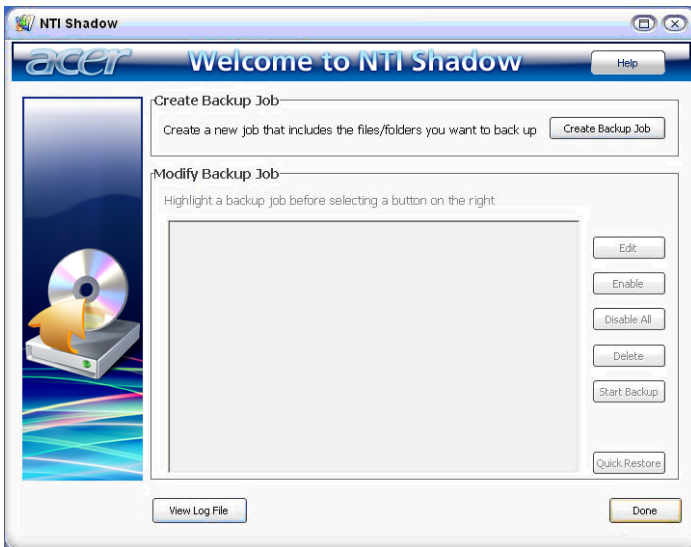 NTI Shadow
acer
Welcome to NTI Shadow
Help
Create Backup Job
Create a new job that includes the files/folders you want to back up
Create Backup Job
Modify Backup Job
Highlight a backup job before selecting a button on the right
Edit
Enable
Disable All
Delete
Start Backup
Quick Restore
View Log File
Done